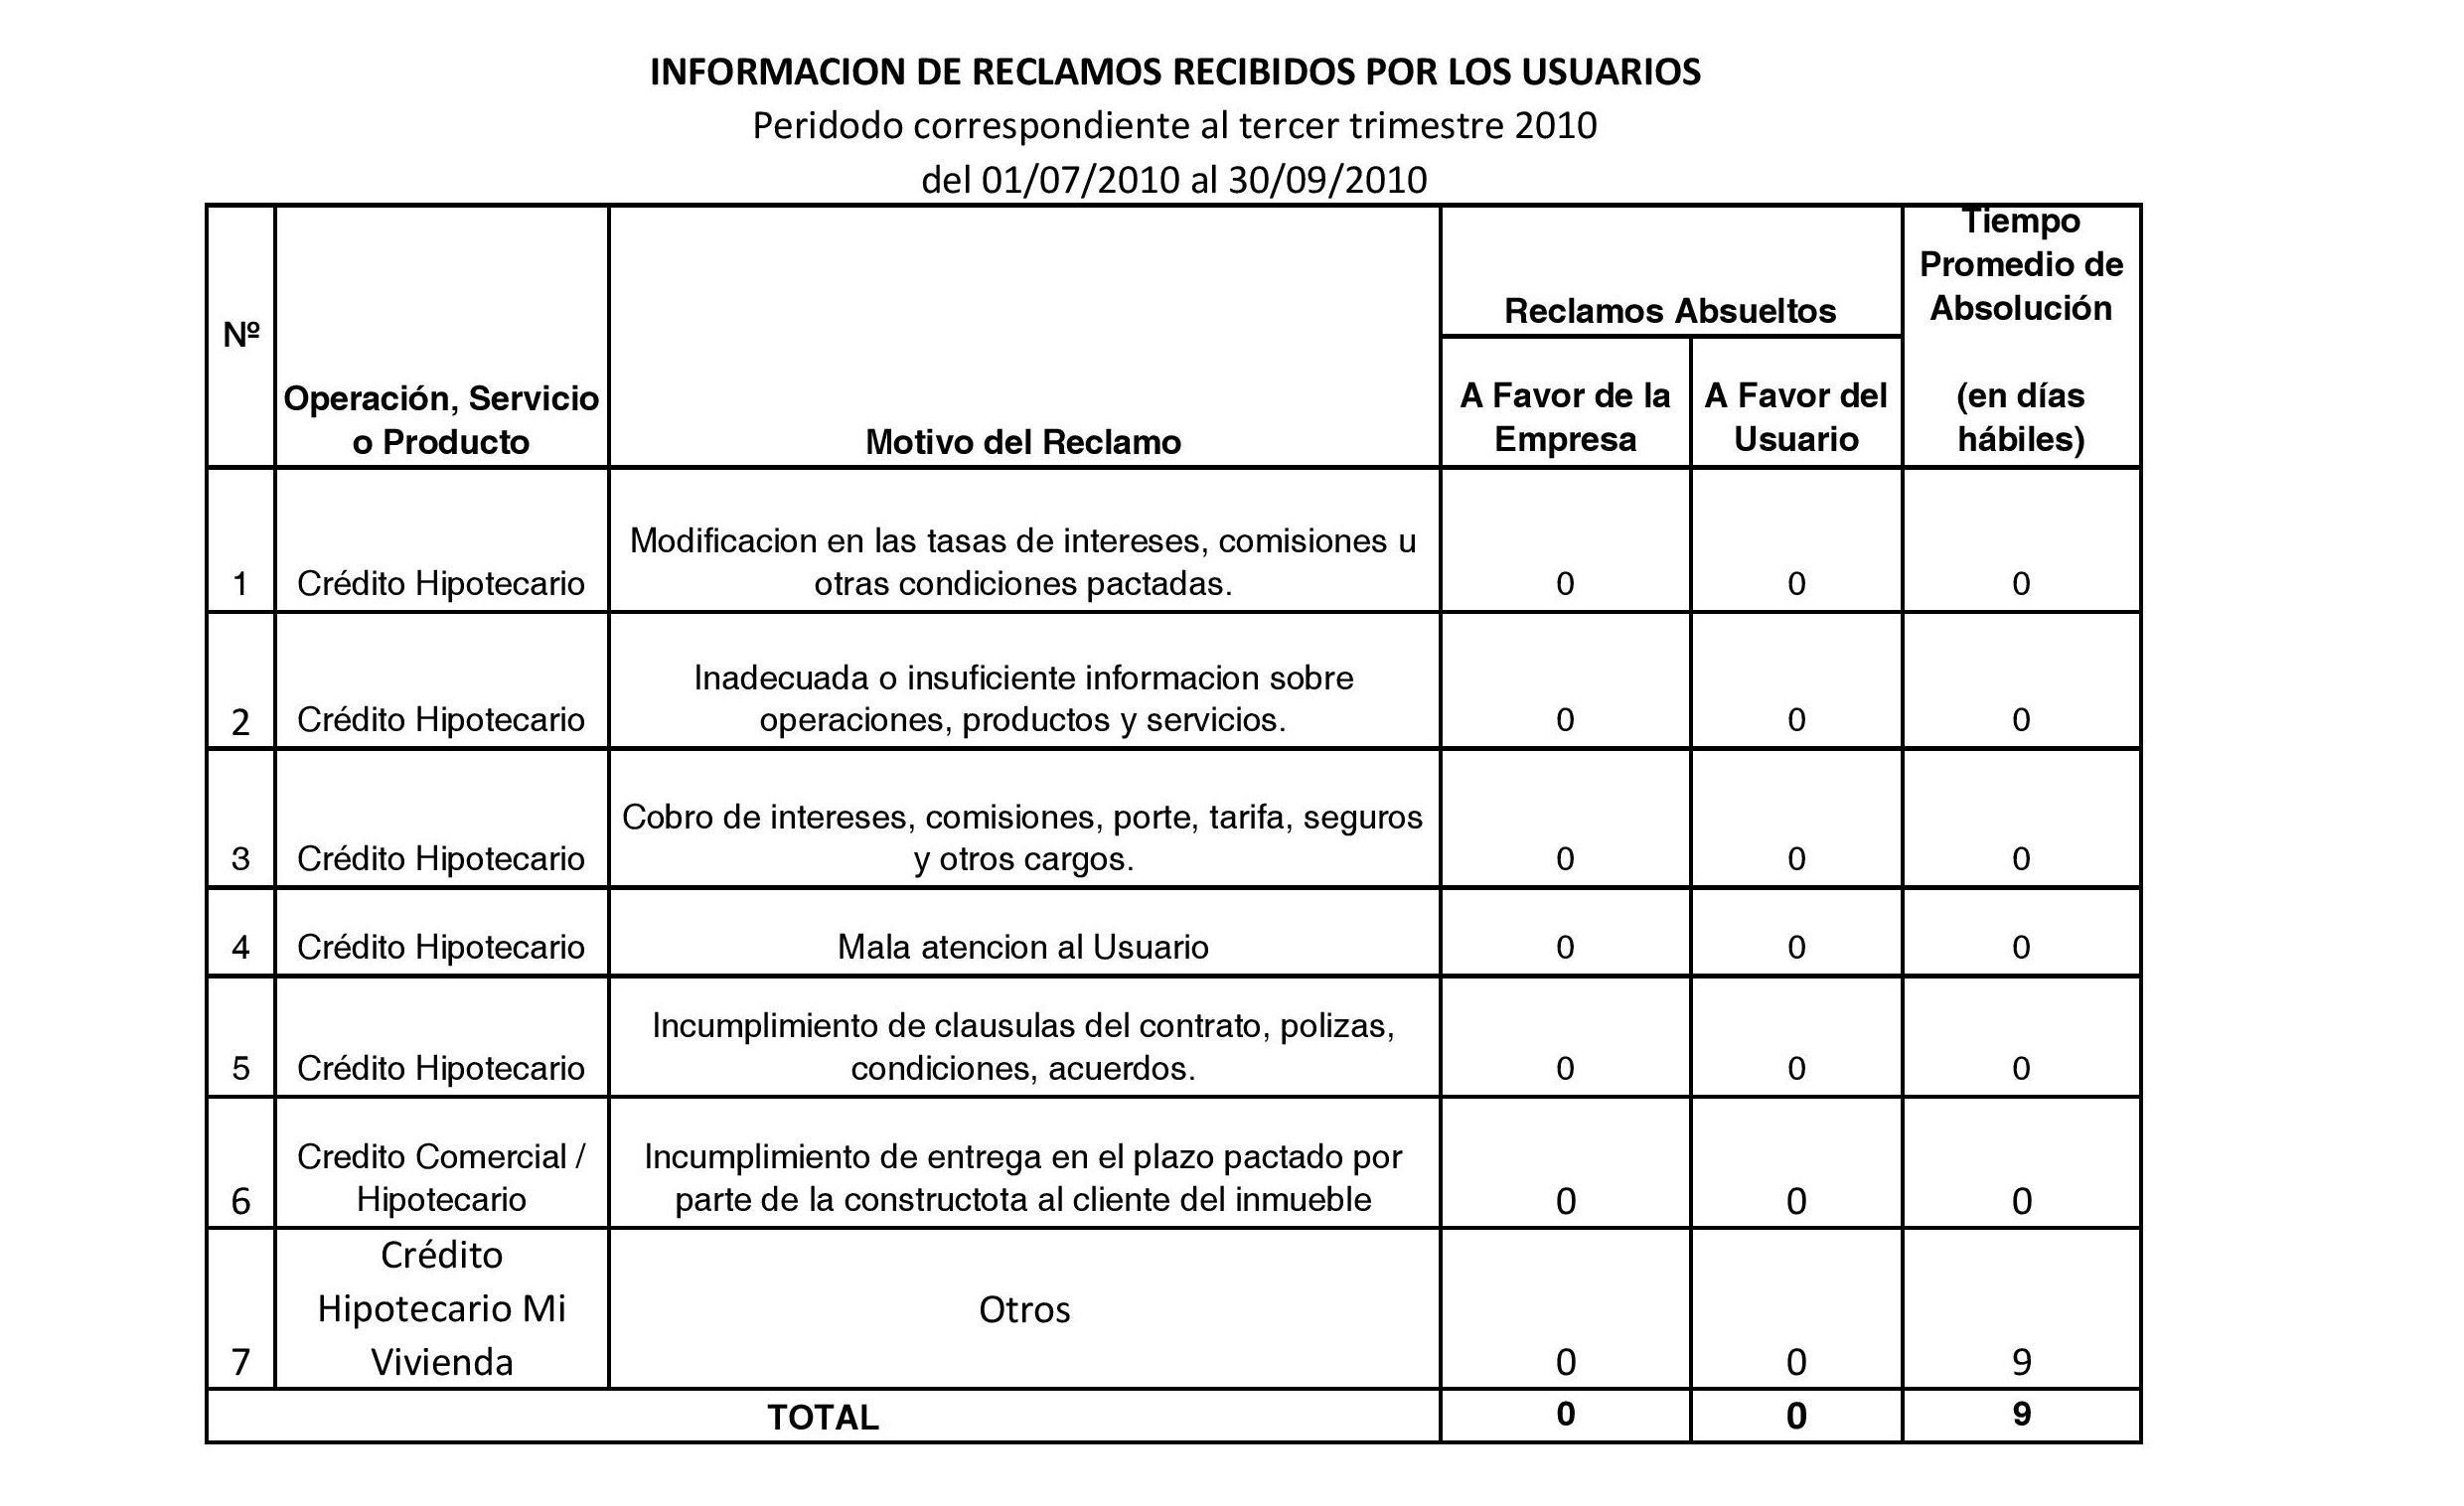 INFORMACION DE RECLAMOS RECIBIDOS POR LOS USUARIOS
Peridodo correspondiente al tercer trimestre 2010
del 01/07/2010 al 30/09/2010
Nº
Operación, Servicio
o Producto
Motivo del Reclamo
Reclamos Absueltos
A Favor de la
Empresa
A Favor del
Usuario
Tiempo
Promedio de
Absolución
(en días
hábiles)
Modificacion en las tasas de intereses, comisiones u
1 Crédito Hipotecario otras condiciones pactadas. 0 0 0
Inadecuada o insuficiente informacion sobre
2 Crédito Hipotecario operaciones, productos y servicios. 0 0 0
Cobro de intereses, comisiones, porte, tarifa, seguros
3 Crédito Hipotecario y otros cargos. 0 0 0
4 Crédito Hipotecario Mala atencion al Usuario 0 0 0
Incumplimiento de clausulas del contrato, polizas,
5 Crédito Hipotecario condiciones, acuerdos. 0 0 0
Credito Comercial / Incumplimiento de entrega en el plazo pactado por
6 Hipotecario parte de la constructota al cliente del inmueble 0 0 0
Crédito
Hipotecario Mi Otros
7 Vivienda 0 0 9
TOTAL 0 0 9